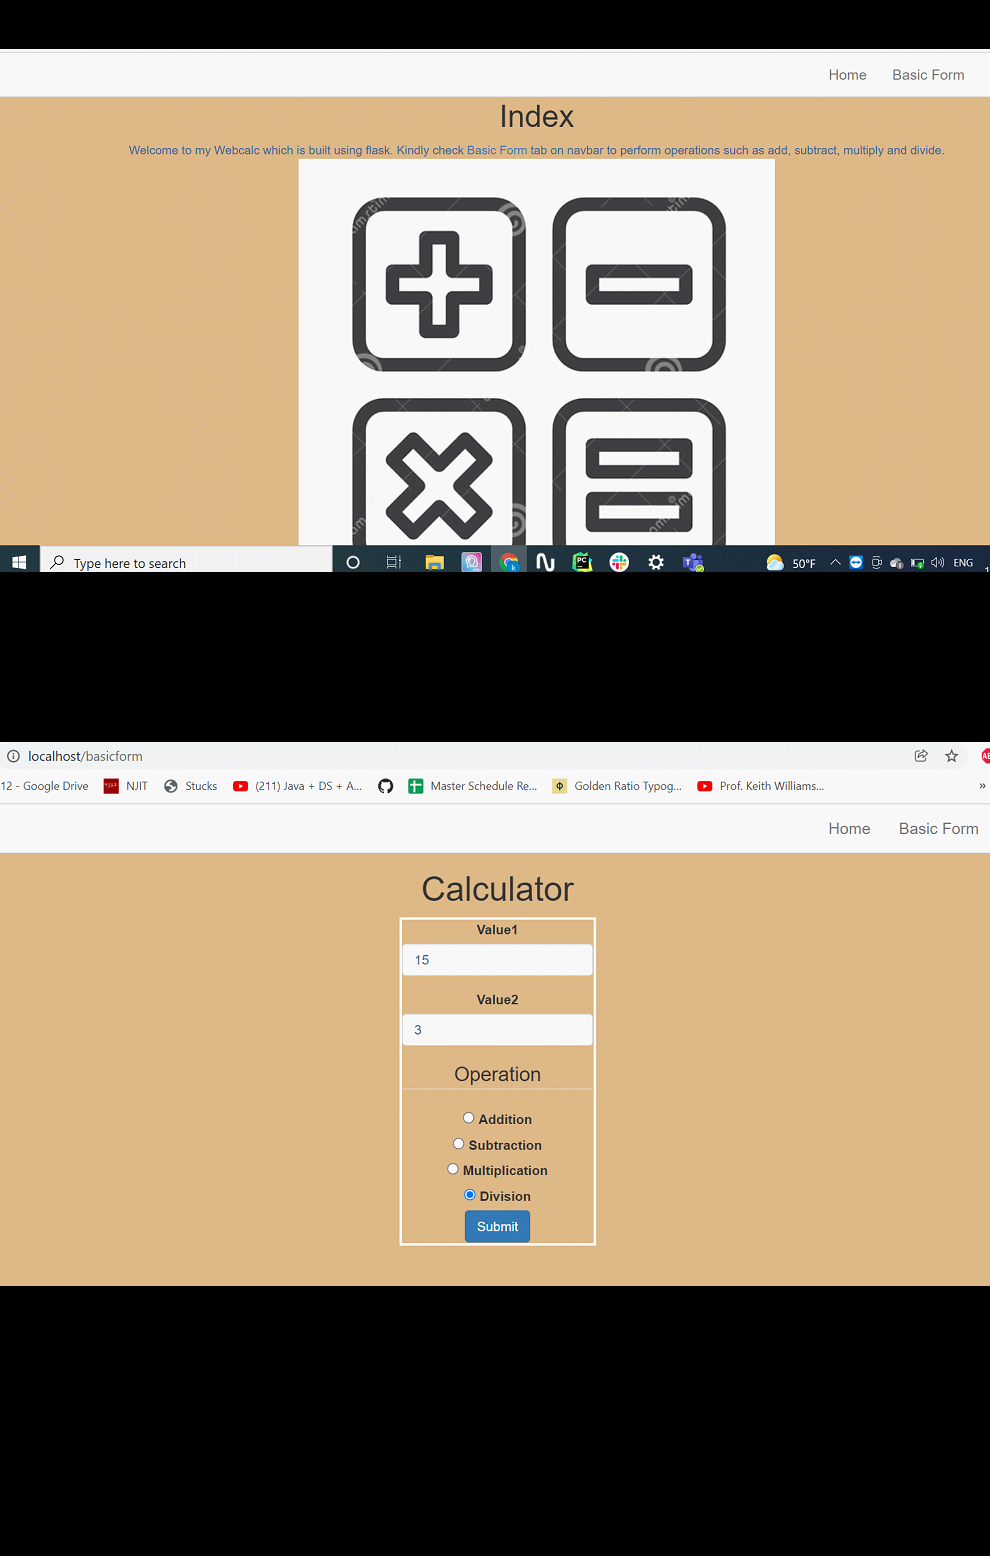 Home Basic Form
Index
Welcome to my Webcalc which is built using flask. Kindly check Basic Form tab on navbar to perform operations such as add, subtract, multiply and divide.
Type here to search
50°F
ENG
localhost/basicform
12 - Google Drive NJIT Stucks (211) Java + DS + A... Master Schedule Re... Golden Ratio Typog... Prof. Keith Williams... »
Home Basic Form
Calculator
Value1
15
Value2
3
Operation
Addition
Subtraction
Multiplication
Division
Submit